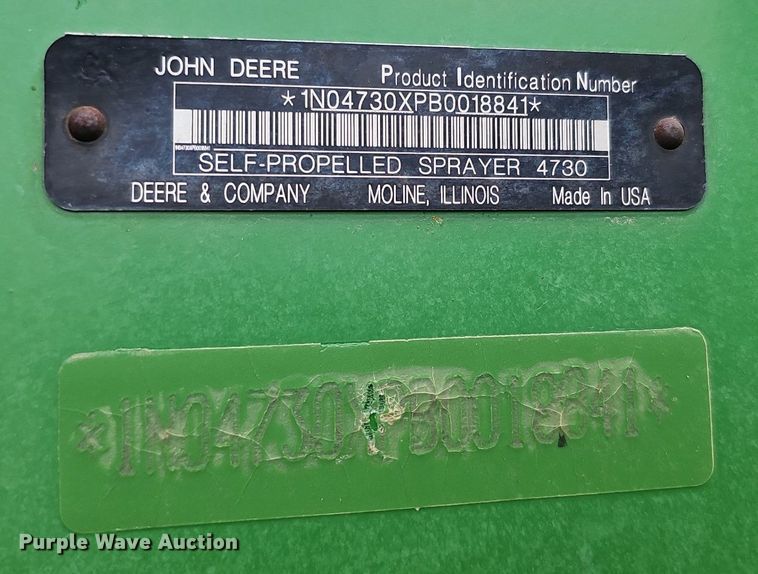 JOHN DEERE Product Identification Number
*1N04730XPB0018841*
SELF-PROPELLED SPRAYER 4730
DEERE & COMPANY MOLINE, ILLINOIS Made In USA
*1N04730XPB0018841*
Purple Wave Auction